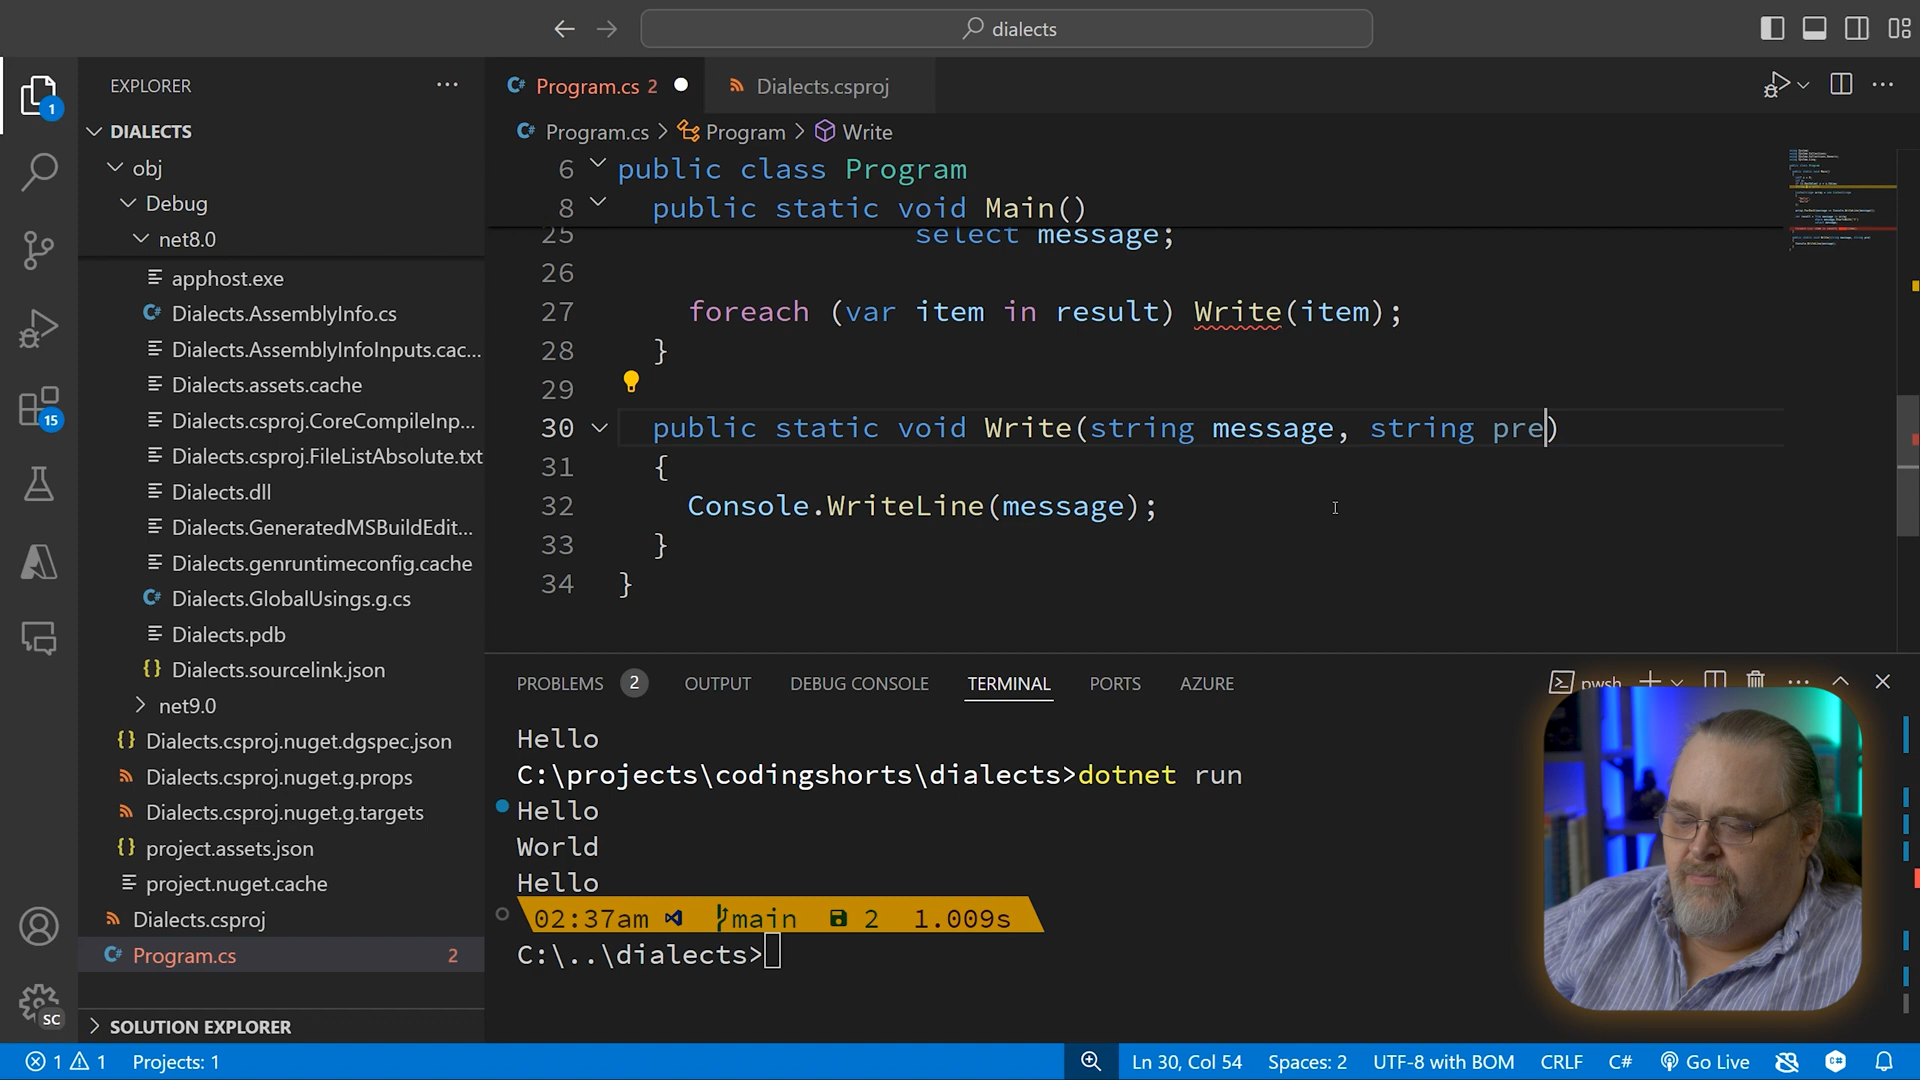 dialects
EXPLORER
DIALECTS
obj
Debug
net8.0
apphost.exe
Dialects.AssemblyInfo.cs
Dialects.AssemblyInfoInputs.cac...
Dialects.assets.cache
Dialects.csproj.CoreCompileInp...
Dialects.csproj.FileListAbsolute.txt
Dialects.dll
Dialects.GeneratedMSBuildEdit...
Dialects.genruntimeconfig.cache
Dialects.GlobalUsings.g.cs
Dialects.pdb
Dialects.sourcelink.json
net9.0
Dialects.csproj.nuget.dgspec.json
Dialects.csproj.nuget.g.props
Dialects.csproj.nuget.g.targets
project.assets.json
project.nuget.cache
Dialects.csproj
C# Program.cs 2
SOLUTION EXPLORER
1
15
SC
C# Program.cs 2
Dialects.csproj
C# Program.cs > Program > Write
6 public class Program
8 public static void Main()
25 select message;
26
27 foreach (var item in result) Write(item);
28 }
29
30 public static void Write(string message, string pre)
31 {
32 Console.WriteLine(message);
33 }
34 }
PROBLEMS 2 OUTPUT DEBUG CONSOLE TERMINAL PORTS AZURE
pwsh
Hello
C:\projects\codingshorts\dialects>dotnet run
Hello
World
Hello
02:37am main 2 1.009s
C:\..\dialects>
1 1 Projects: 1
Ln 30, Col 54 Spaces: 2 UTF-8 with BOM CRLF C# Go Live